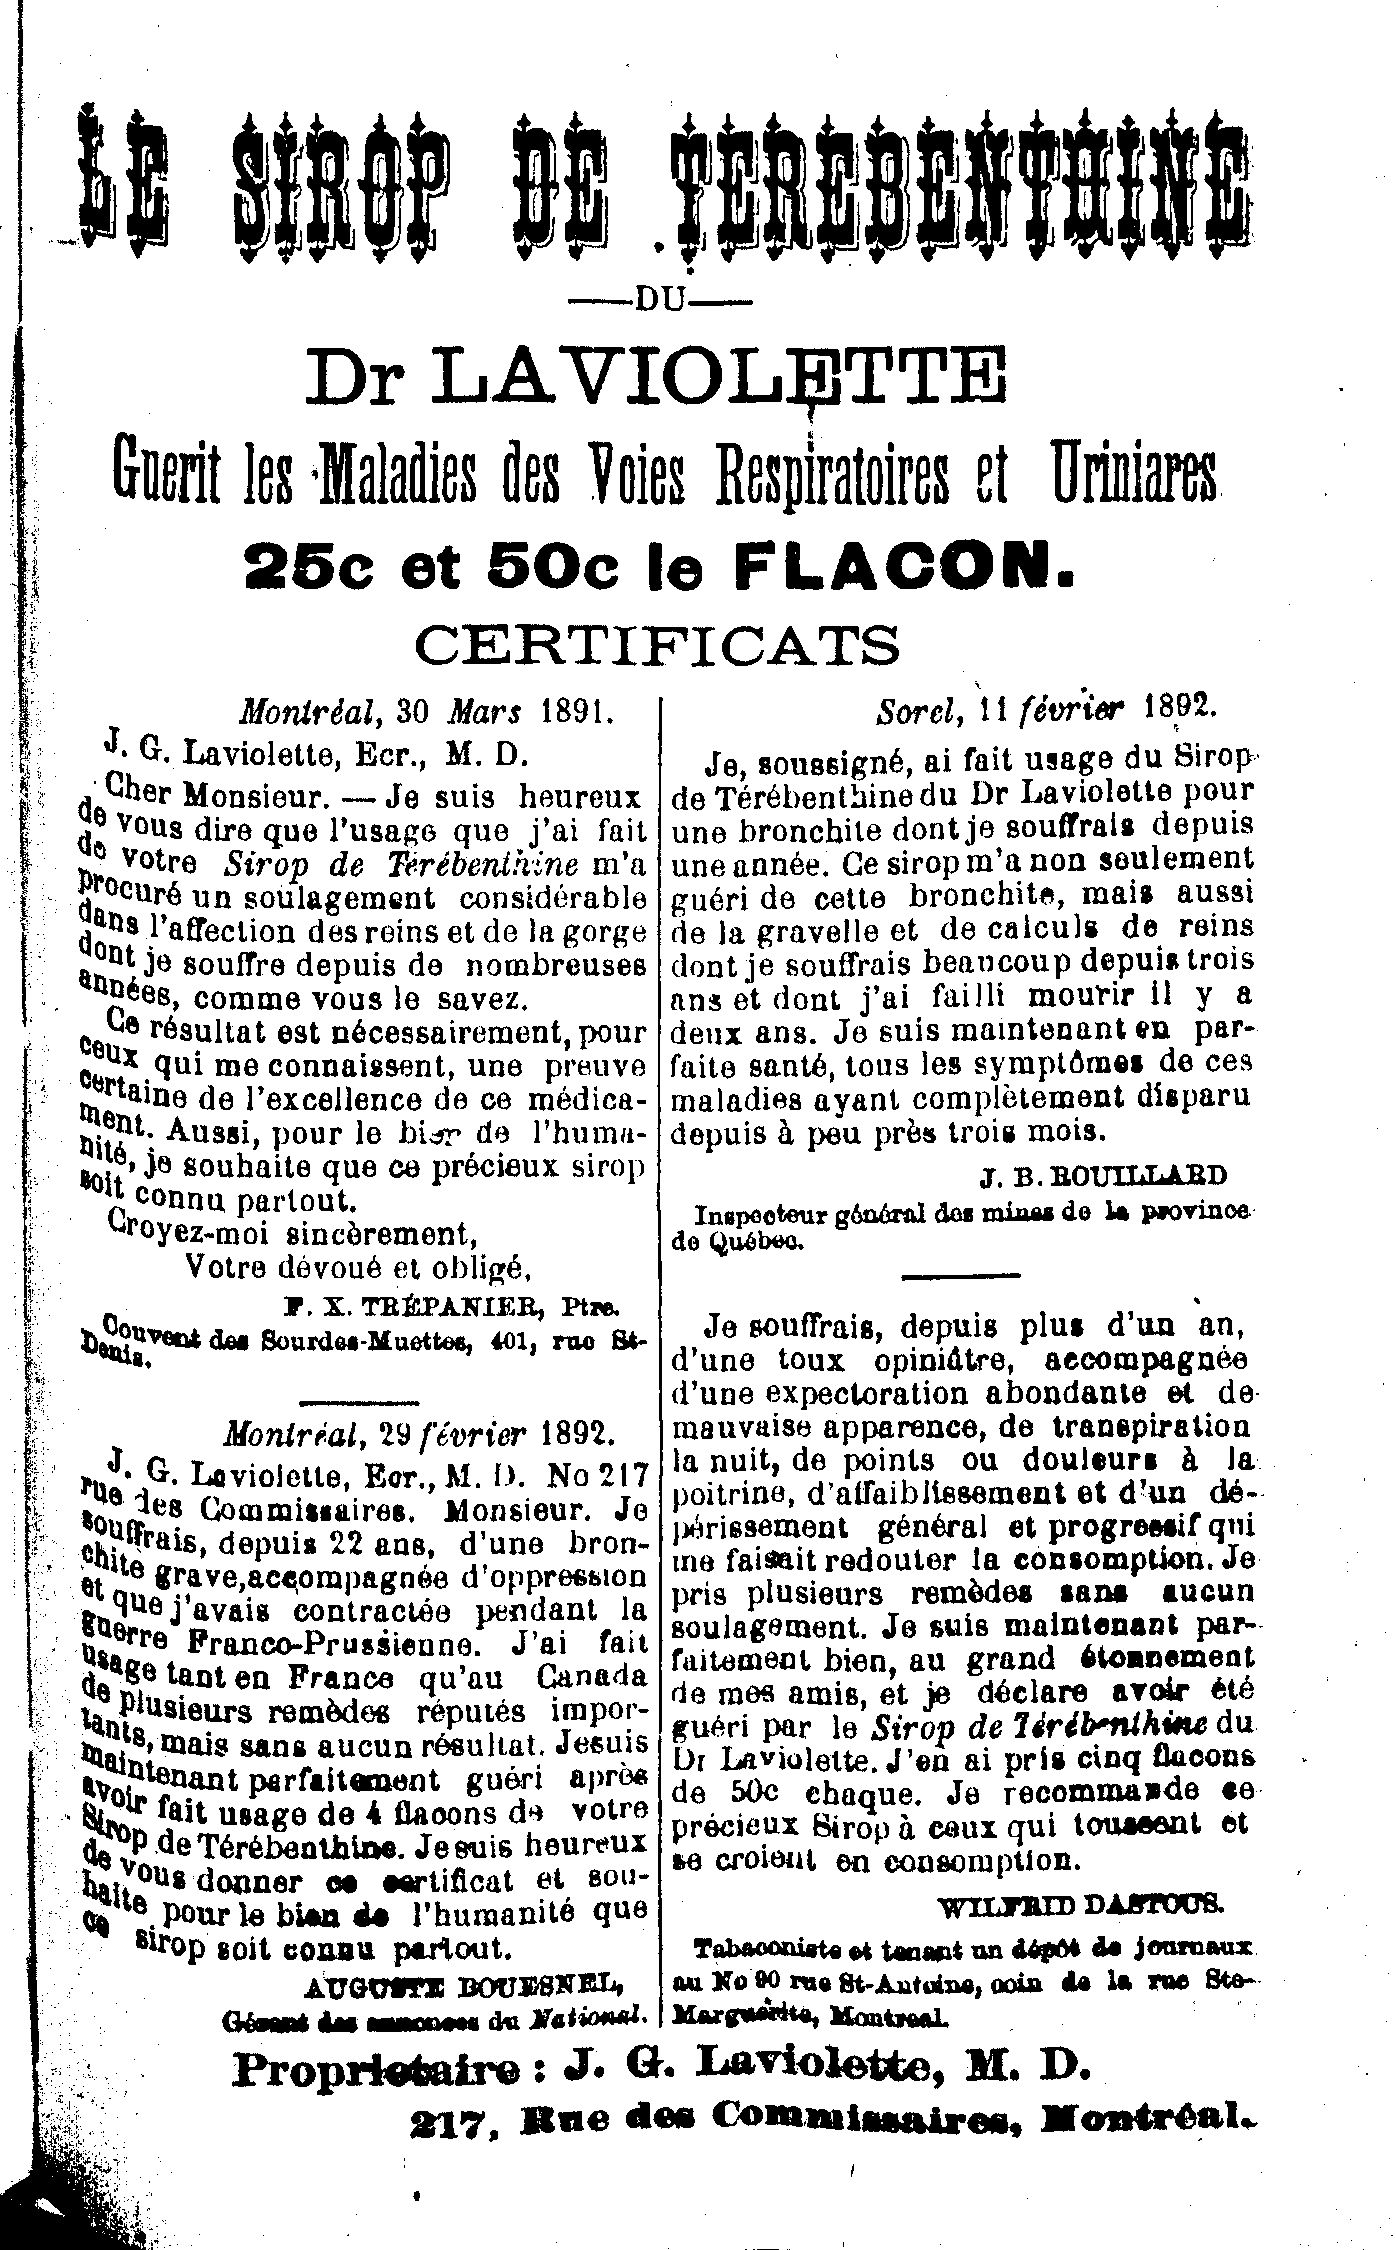 LE SIROP DE TEREBENTHINE
—DU—
Dr LAVIOLETTE
Guerit les Maladies des Voies Respiratoires et Uriniares
25c et 50c le FLACON.
CERTIFICATS
Montréal, 30 Mars 1891.
J. G. Laviolette, Ecr., M. D.
Cher Monsieur. — Je suis heureux
de vous dire que l'usage que j'ai fait
de votre Sirop de Térébenthine m'a
procuré un soulagement considérable
dans l'affection des reins et de la gorge
dont je souffre depuis de nombreuses
années, comme vous le savez.
Ce résultat est nécessairement, pour
ceux qui me connaissent, une preuve
certaine de l'excellence de ce médica-
ment. Aussi, pour le bien de l'huma-
nité, je souhaite que ce précieux sirop
soit connu partout.
Croyez-moi sincèrement,
Votre dévoué et obligé,
F. X. TRÉPANIER, Ptre.
Couvent des Sourdes-Muettes, 401, rue St-
Denis.
Montréal, 29 février 1892.
J. G. Laviolette, Ecr., M. D. No 217
rue des Commissaires. Monsieur. Je
souffrais, depuis 22 ans, d'une bron-
chite grave, accompagnée d'oppression
et que j'avais contractée pendant la
guerre Franco-Prussienne. J'ai fait
usage tant en France qu'au Canada
de plusieurs remèdes réputés impor-
tants, mais sans aucun résultat. Je suis
maintenant parfaitement guéri après
avoir fait usage de 4 flacons de votre
Sirop de Térébenthine. Je suis heureux
de vous donner ce certificat et sou-
haite pour le bien de l'humanité que
ce sirop soit connu partout.
AUGUSTE BOUESNEL,
Gérant des annonces du National.
Sorel, 11 février 1892.
Je, soussigné, ai fait usage du Sirop
de Térébenthine du Dr Laviolette pour
une bronchite dont je souffrais depuis
une année. Ce sirop m'a non seulement
guéri de cette bronchite, mais aussi
de la gravelle et de calculs de reins
dont je souffrais beaucoup depuis trois
ans et dont j'ai failli mourir il y a
deux ans. Je suis maintenant en par-
faite santé, tous les symptômes de ces
maladies ayant complètement disparu
depuis à peu près trois mois.
J. B. ROUILLARD
Inspecteur général des mines de la province
de Québec.
Je souffrais, depuis plus d'un an,
d'une toux opiniâtre, accompagnée
d'une expectoration abondante et de
mauvaise apparence, de transpiration
la nuit, de points ou douleurs à la
poitrine, d'affaiblissement et d'un dé-
périssement général et progressif qui
me faisait redouter la consomption. Je
pris plusieurs remèdes sans aucun
soulagement. Je suis maintenant par-
faitement bien, au grand étonnement
de mes amis, et je déclare avoir été
guéri par le Sirop de Térébenthine du
Dr Laviolette. J'en ai pris cinq flacons
de 50c chaque. Je recommande ce
précieux Sirop à ceux qui toussent et
se croient en consomption.
WILFRID DASTOUS.
Tabaconiste et tenant un dépôt de journaux
au No 90 rue St-Antoine, coin de la rue Ste-
Marguerite, Montreal.
Proprietaire : J. G. Laviolette, M. D.
217, Rue des Commissaires, Montréal.